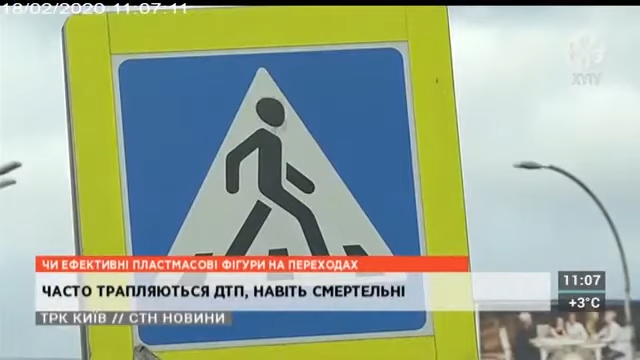 18/02/2020 11:07:11
ЧИ ЕФЕКТИВНІ ПЛАСТМАСОВІ ФІГУРИ НА ПЕРЕХОДАХ
ЧАСТО ТРАПЛЯЮТЬСЯ ДТП, НАВІТЬ СМЕРТЕЛЬНІ
11:07
+3°C
ТРК КИЇВ // СТН НОВИНИ